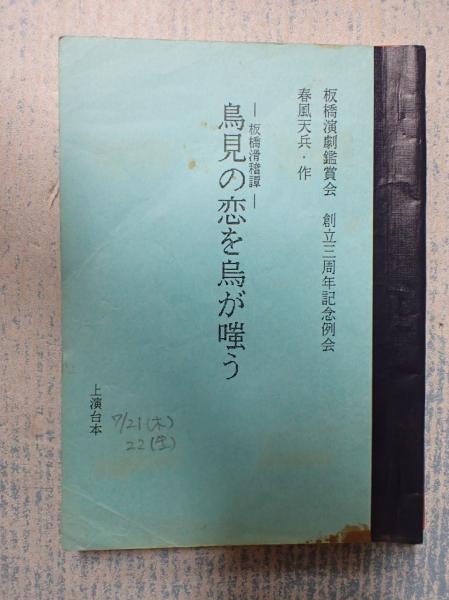 板橋演劇鑑賞会 創立三周年記念例会
春風天兵・作
―板橋滑稽譚―
鳥見の恋を烏が嗤う
上演台本
7/21(木)
22(金)